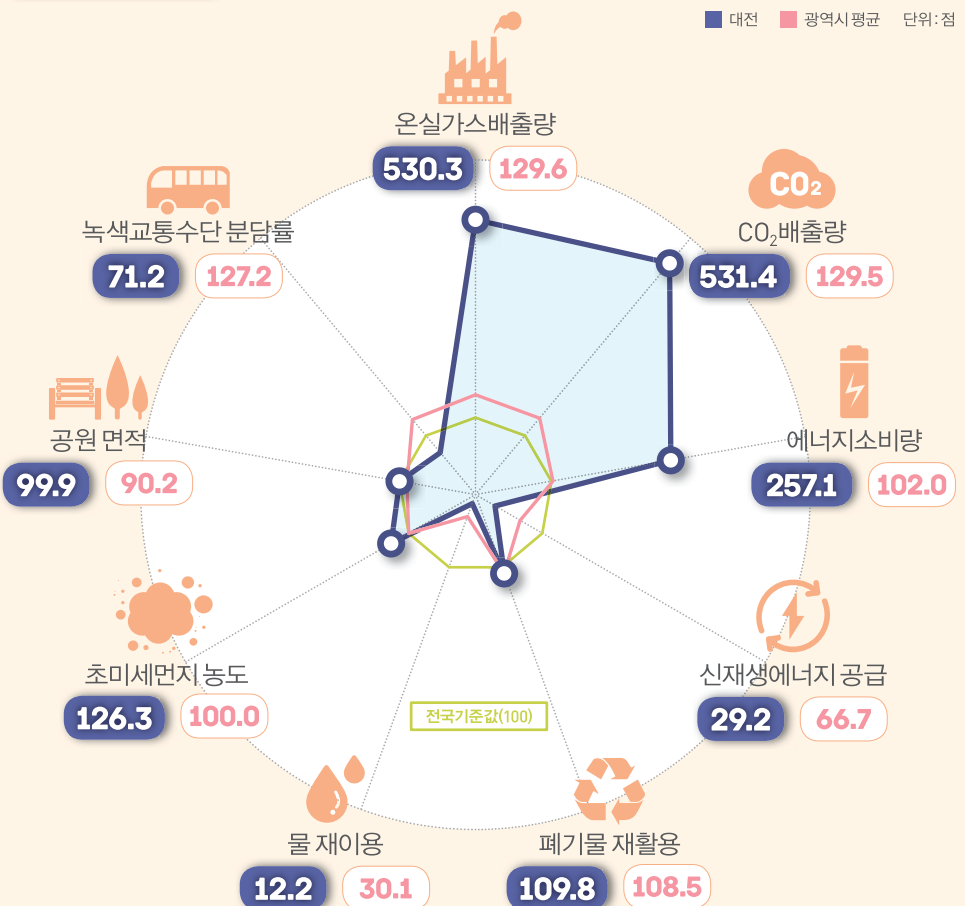 대전 광역시 평균 단위 : 점
온실가스배출량
530.3 129.6
CO2
CO₂배출량
531.4 129.5
에너지소비량
257.1 102.0
신재생에너지 공급
29.2 66.7
폐기물 재활용
109.8 108.5
물 재이용
12.2 30.1
초미세먼지 농도
126.3 100.0
공원 면적
99.9 90.2
녹색교통수단 분담률
71.2 127.2
전국기준값(100)